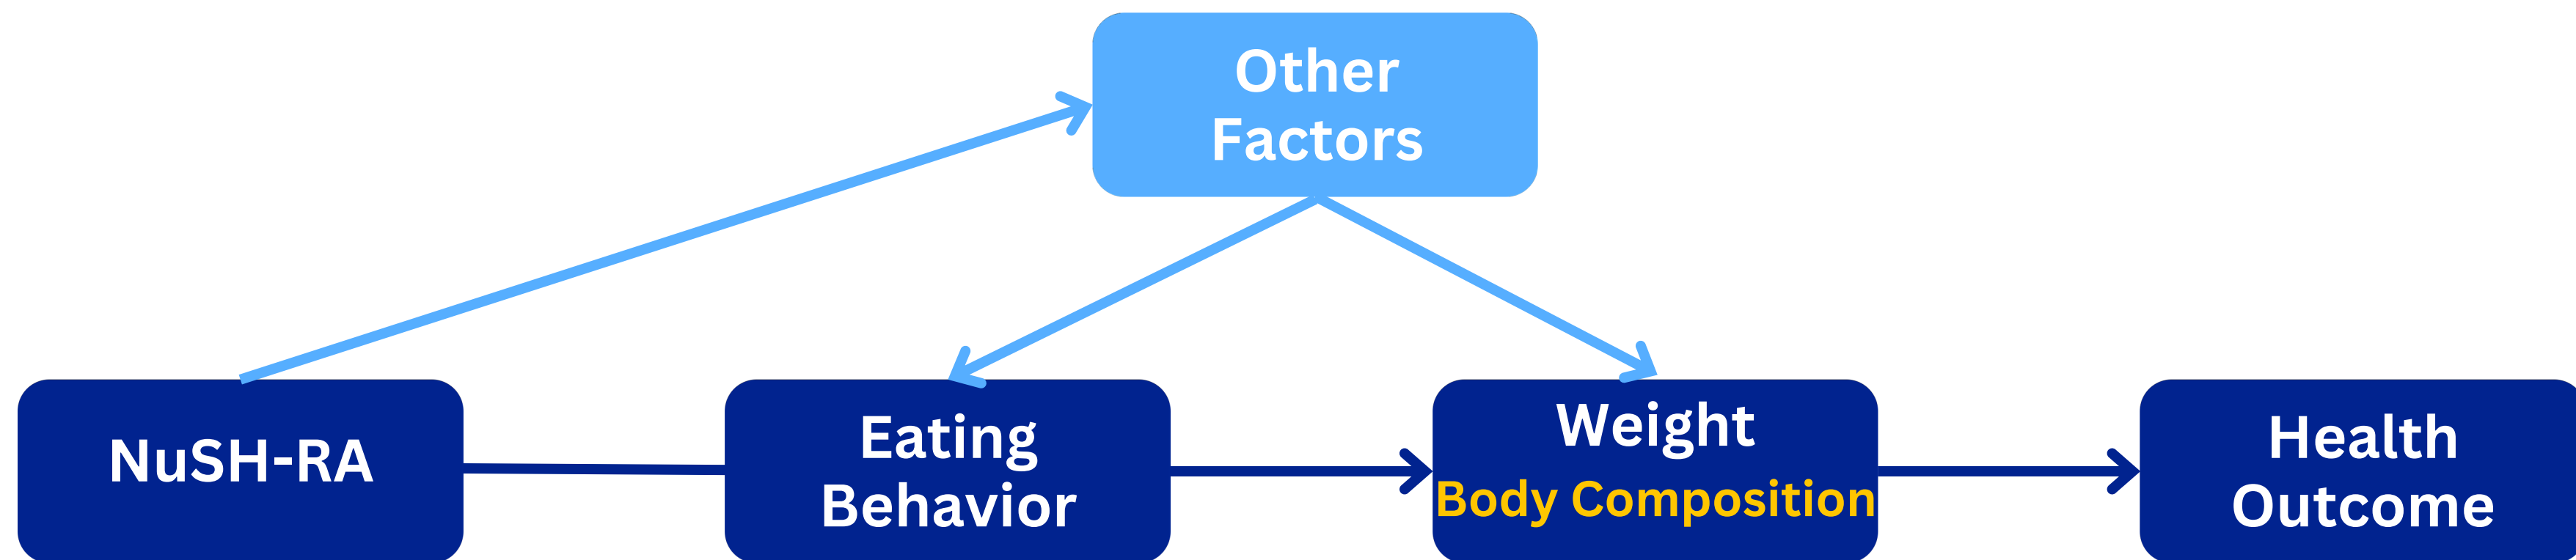 Other
Factors
NuSH-RA
Eating
Behavior
Weight
Body Composition
Health
Outcome